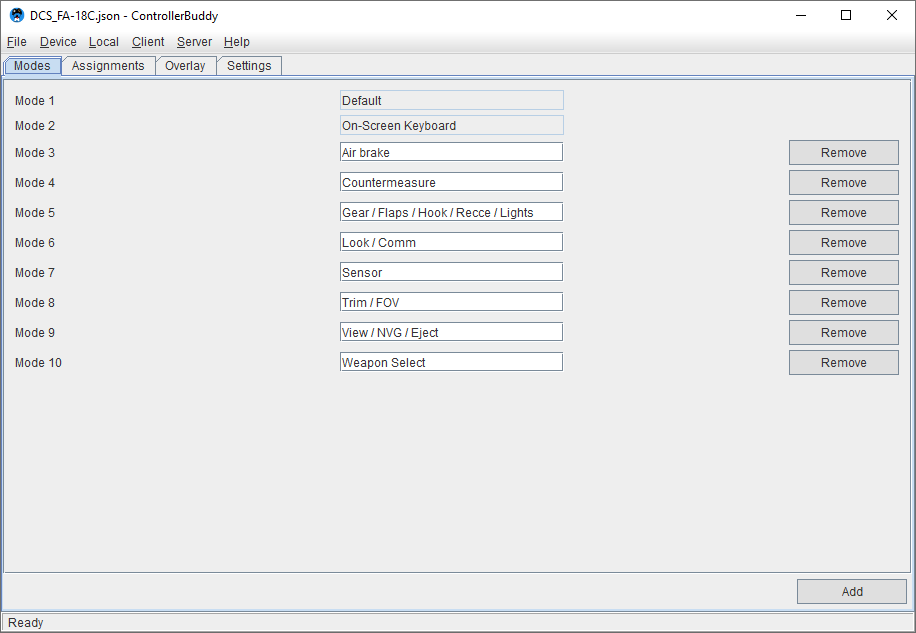 DCS_FA-18C.json - ControllerBuddy
File Device Local Client Server Help
Modes Assignments Overlay Settings
Mode 1 Default
Mode 2 On-Screen Keyboard
Mode 3 Air brake Remove
Mode 4 Countermeasure Remove
Mode 5 Gear / Flaps / Hook / Recce / Lights Remove
Mode 6 Look / Comm Remove
Mode 7 Sensor Remove
Mode 8 Trim / FOV Remove
Mode 9 View / NVG / Eject Remove
Mode 10 Weapon Select Remove
Add
Ready